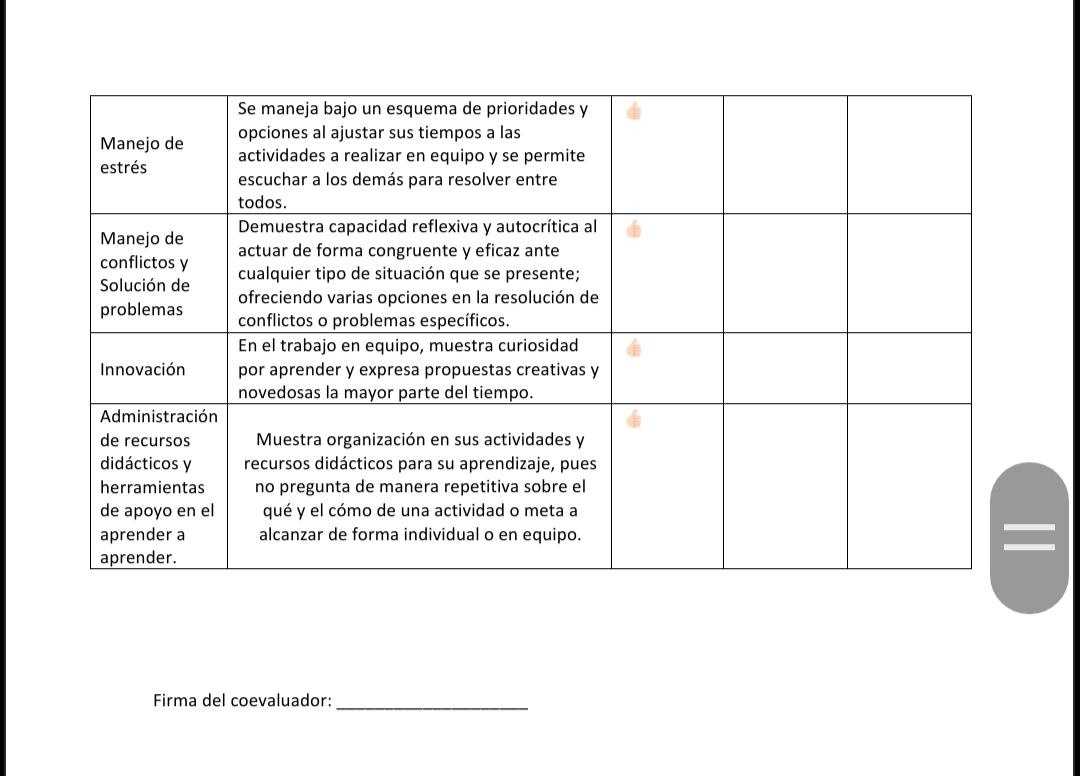 Manejo de
estrés
Se maneja bajo un esquema de prioridades y
opciones al ajustar sus tiempos a las
actividades a realizar en equipo y se permite
escuchar a los demás para resolver entre
todos.
Manejo de
conflictos y
Solución de
problemas
Demuestra capacidad reflexiva y autocrítica al
actuar de forma congruente y eficaz ante
cualquier tipo de situación que se presente;
ofreciendo varias opciones en la resolución de
conflictos o problemas específicos.
Innovación
En el trabajo en equipo, muestra curiosidad
por aprender y expresa propuestas creativas y
novedosas la mayor parte del tiempo.
Administración
de recursos
didácticos y
herramientas
de apoyo en el
aprender a
aprender.
Muestra organización en sus actividades y
recursos didácticos para su aprendizaje, pues
no pregunta de manera repetitiva sobre el
qué y el cómo de una actividad o meta a
alcanzar de forma individual o en equipo.
Firma del coevaluador: ____________________